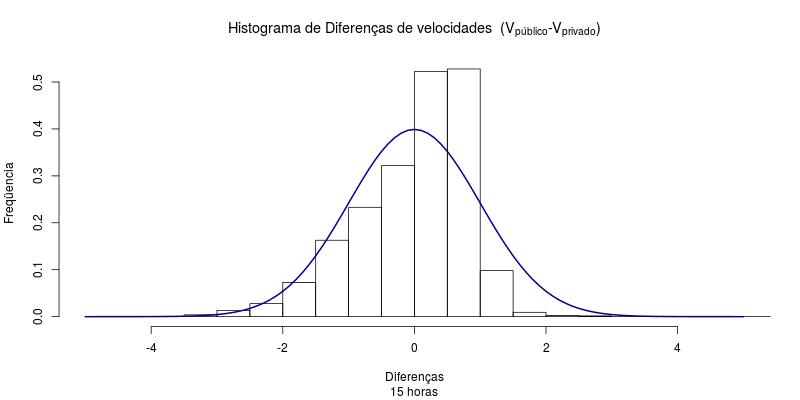 Histograma de Diferenças de velocidades (Vpúblico-Vprivado)
Freqüencia
0.0
0.1
0.2
0.3
0.4
0.5
-4
-2
0
2
4
Diferenças
15 horas